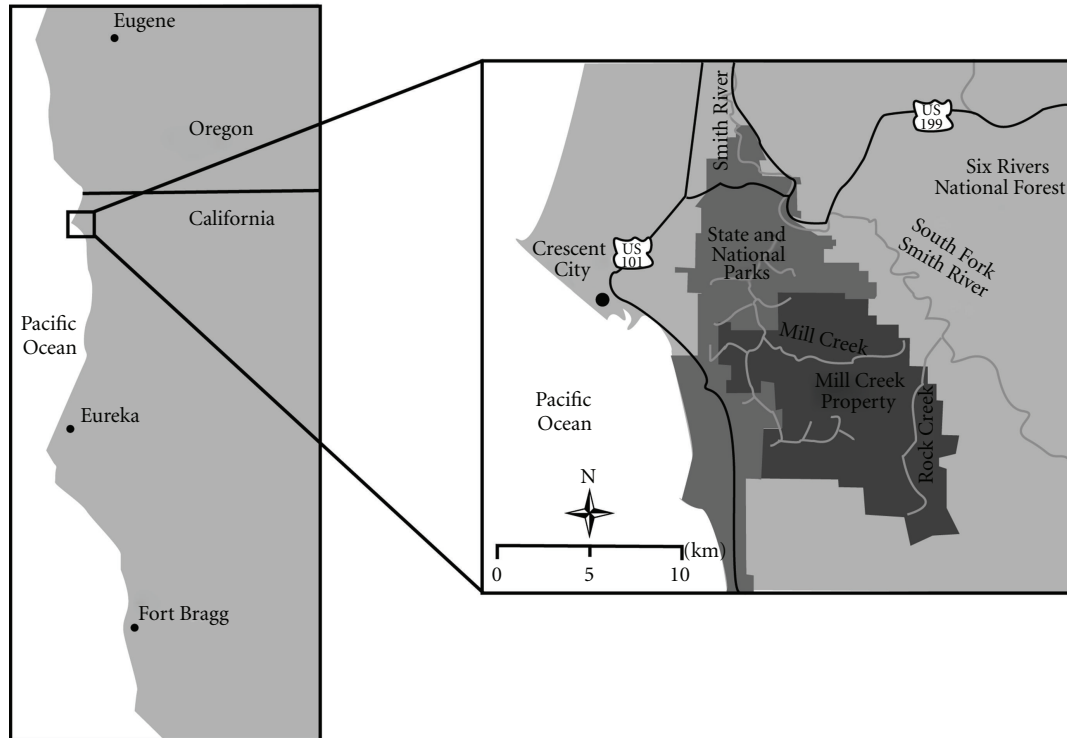 Eugene
Oregon
California
Pacific
Ocean
Eureka
Fort Bragg
Smith River
US
199
Six Rivers
National Forest
South Fork
Smith River
State and
National
Parks
US
101
Crescent
City
Mill Creek
Mill Creek
Property
Rock Creek
Pacific
Ocean
N
(km)
0 5 10